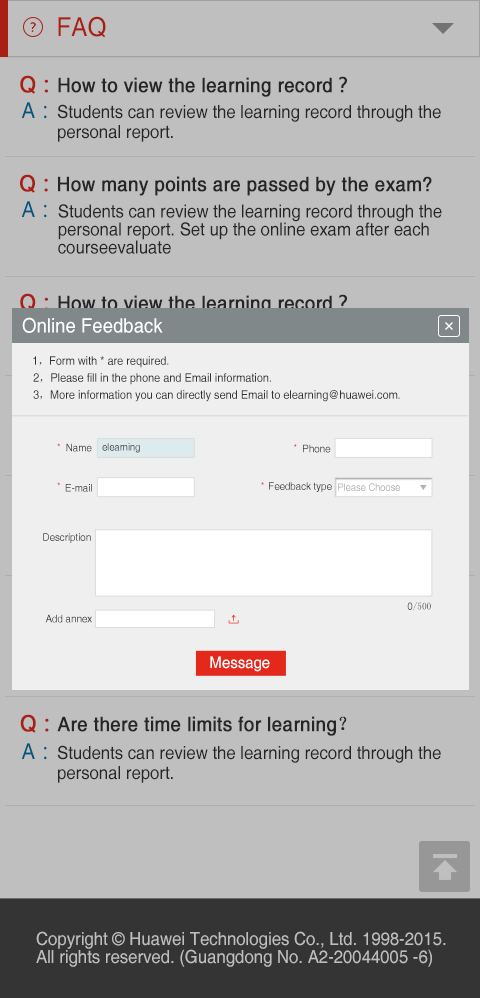 FAQ
Q : How to view the learning record ?
A : Students can review the learning record through the
personal report.
Q : How many points are passed by the exam?
A : Students can review the learning record through the
personal report. Set up the online exam after each
courseevaluate
Q : How to view the learning record ?
Online Feedback
1, Form with * are required.
2, Please fill in the phone and Email information.
3, More information you can directly send Email to elearning@huawei.com.
* Name elearning * Phone
* E-mail * Feedback type Please Choose
Description
0/500
Add annex
Message
Q : Are there time limits for learning?
A : Students can review the learning record through the
personal report.
Copyright © Huawei Technologies Co., Ltd. 1998-2015.
All rights reserved. (Guangdong No. A2-20044005 -6)